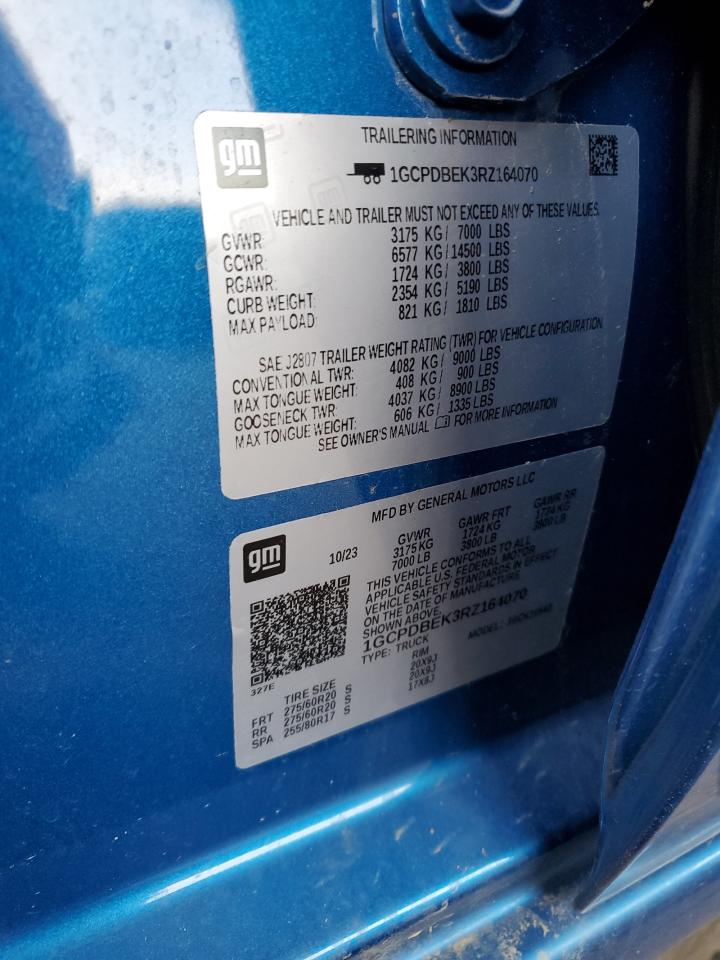 gm
TRAILERING INFORMATION
1GCPDBEK3RZ164070
VEHICLE AND TRAILER MUST NOT EXCEED ANY OF THESE VALUES.
GVWR: 3175 KG/ 7000 LBS
GCWR: 6577 KG/14500 LBS
RGAWR: 1724 KG/ 3800 LBS
CURB WEIGHT: 2354 KG/ 5190 LBS
MAX PAYLOAD: 821 KG/ 1810 LBS
SAE J2807 TRAILER WEIGHT RATING (TWR) FOR VEHICLE CONFIGURATION
CONVENTIONAL TWR: 4082 KG/ 9000 LBS
MAX TONGUE WEIGHT: 408 KG/ 900 LBS
GOOSENECK TWR: 4037 KG/ 8900 LBS
MAX TONGUE WEIGHT: 606 KG/ 1335 LBS
SEE OWNER'S MANUAL FOR MORE INFORMATION
gm
MFD BY GENERAL MOTORS LLC
10/23 GVWR GAWR FRT GAWR RR
3175KG 1724KG 1724KG
7000 LB 3800 LB 3800 LB
THIS VEHICLE CONFORMS TO ALL
APPLICABLE U.S. FEDERAL MOTOR
VEHICLE SAFETY STANDARDS IN EFFECT
ON THE DATE OF MANUFACTURE
SHOWN ABOVE.
1GCPDBEK3RZ164070
TYPE: TRUCK MODEL:
327E
TIRE SIZE RIM
FRT 275/60R20 S 20X9J
RR 275/60R20 S 20X9J
SPA 255/80R17 S 17X8J